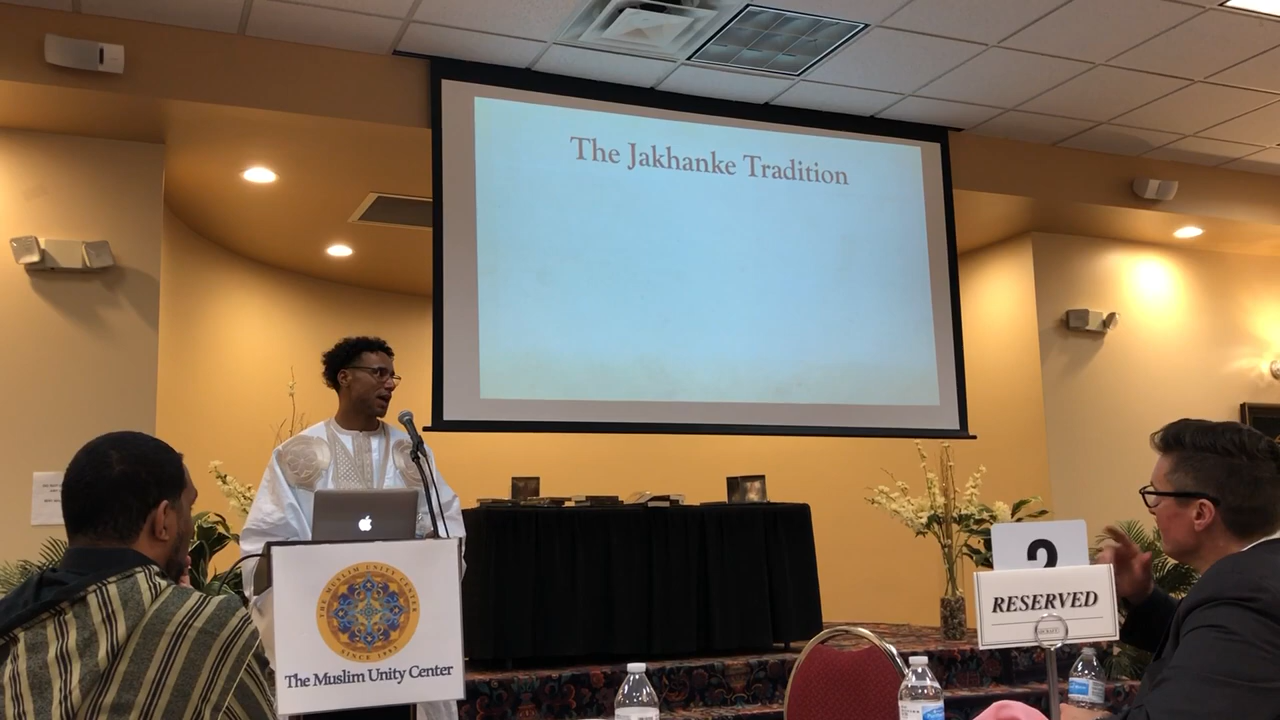 The Jakhanke Tradition
THE MUSLIM UNITY CENTER
SINCE 1993
The Muslim Unity Center
2
RESERVED